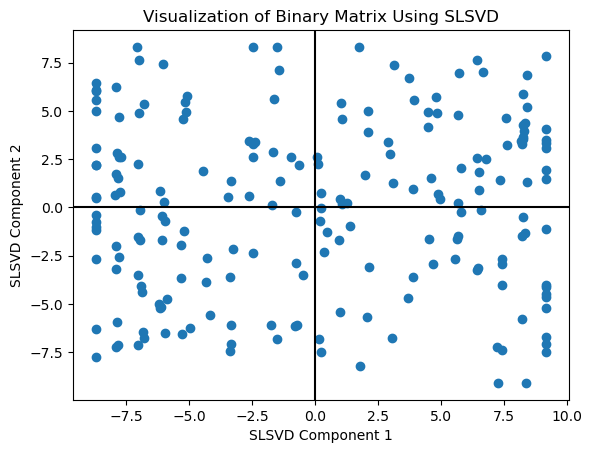 Visualization of Binary Matrix Using SLSVD
SLSVD Component 2
7.5
5.0
2.5
0.0
−2.5
−5.0
−7.5
−7.5 −5.0 −2.5 0.0 2.5 5.0 7.5 10.0
SLSVD Component 1